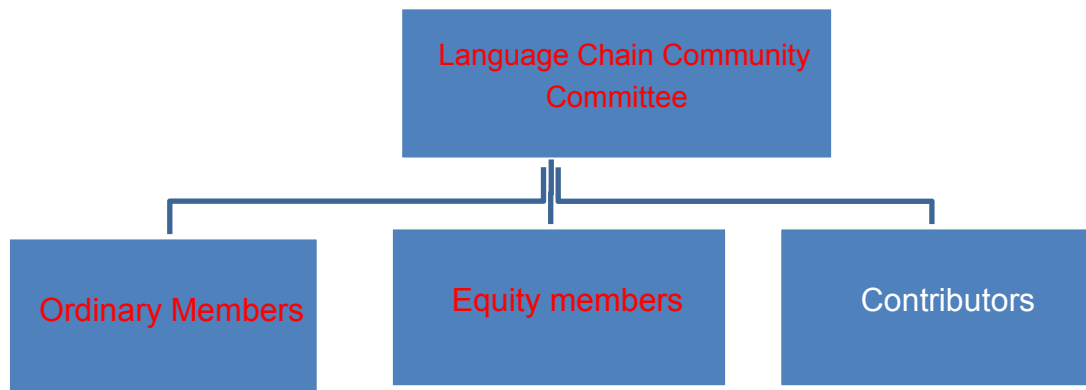 Language Chain Community
Committee
Ordinary Members
Equity members
Contributors